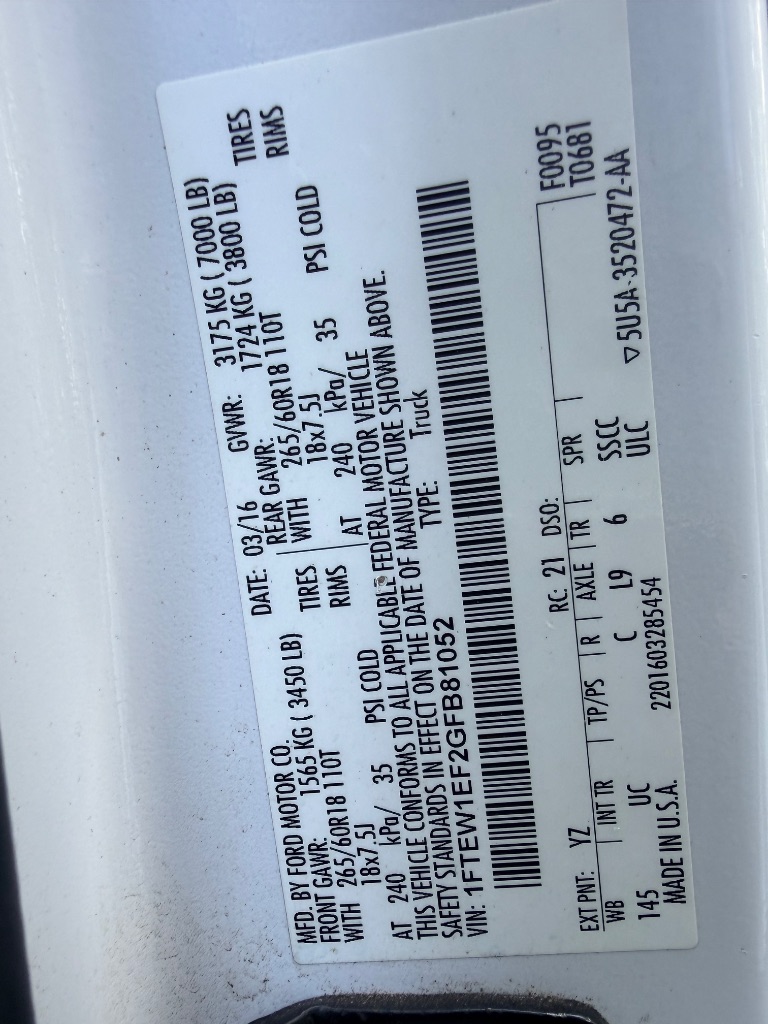 MFD. BY FORD MOTOR CO. DATE: 03/16 GVWR: 3175 KG ( 7000 LB)
FRONT GAWR: 1565 KG ( 3450 LB) REAR GAWR: 1724 KG ( 3800 LB)
WITH 265/60R18 110T TIRES WITH 265/60R18 110T TIRES
18x7.5J RIMS 18x7.5J RIMS
AT 240 kPa/ 35 PSI COLD AT 240 kPa/ 35 PSI COLD
THIS VEHICLE CONFORMS TO ALL APPLICABLE FEDERAL MOTOR VEHICLE
SAFETY STANDARDS IN EFFECT ON THE DATE OF MANUFACTURE SHOWN ABOVE.
VIN: 1FTEW1EF2GFB81052 TYPE: Truck
F0095
T0681
EXT PNT: YZ RC: 21 DSO:
WB INT TR TP/PS R AXLE TR SPR
145 UC C L9 6 SSCC
ULC
MADE IN U.S.A. 2201603285454 ▽5U5A-3520472-AA